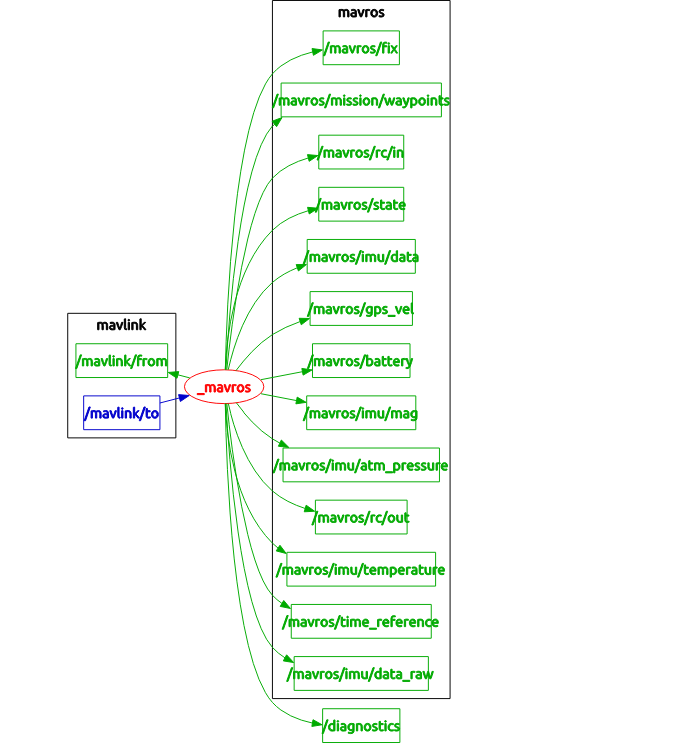 mavros
/mavros/fix
/mavros/mission/waypoints
/mavros/rc/in
/mavros/state
/mavros/imu/data
/mavros/gps_vel
mavlink
/mavlink/from
/mavros/battery
_mavros
/mavlink/to
/mavros/imu/mag
/mavros/imu/atm_pressure
/mavros/rc/out
/mavros/imu/temperature
/mavros/time_reference
/mavros/imu/data_raw
/diagnostics